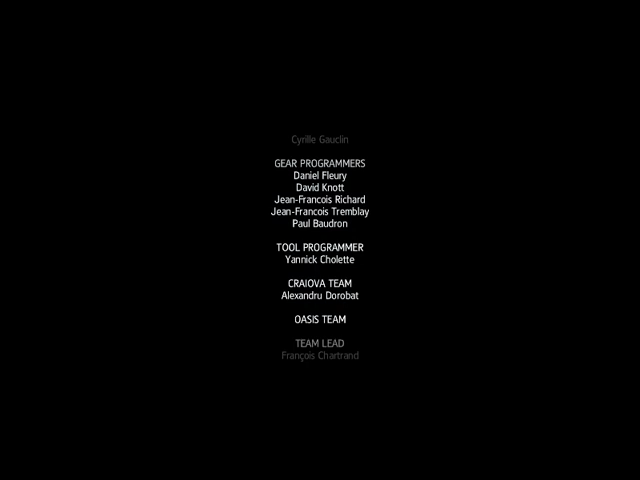 Cyrille Gauclin
GEAR PROGRAMMERS
Daniel Fleury
David Knott
Jean-Francois Richard
Jean-Francois Tremblay
Paul Baudron
TOOL PROGRAMMER
Yannick Cholette
CRAIOVA TEAM
Alexandru Dorobat
OASIS TEAM
TEAM LEAD
François Chartrand